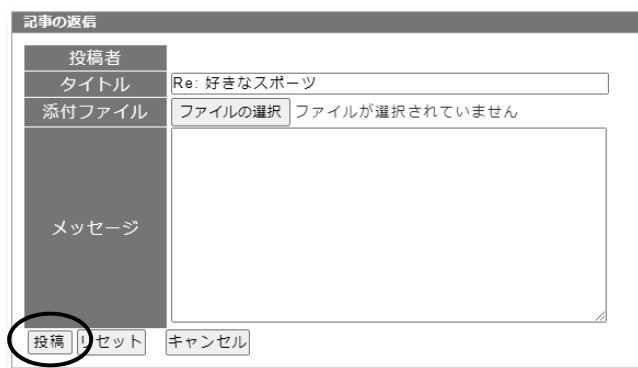 記事の返信
投稿者
タイトル Re: 好きなスポーツ
添付ファイル ファイルの選択 ファイルが選択されていません
メッセージ
投稿 リセット キャンセル